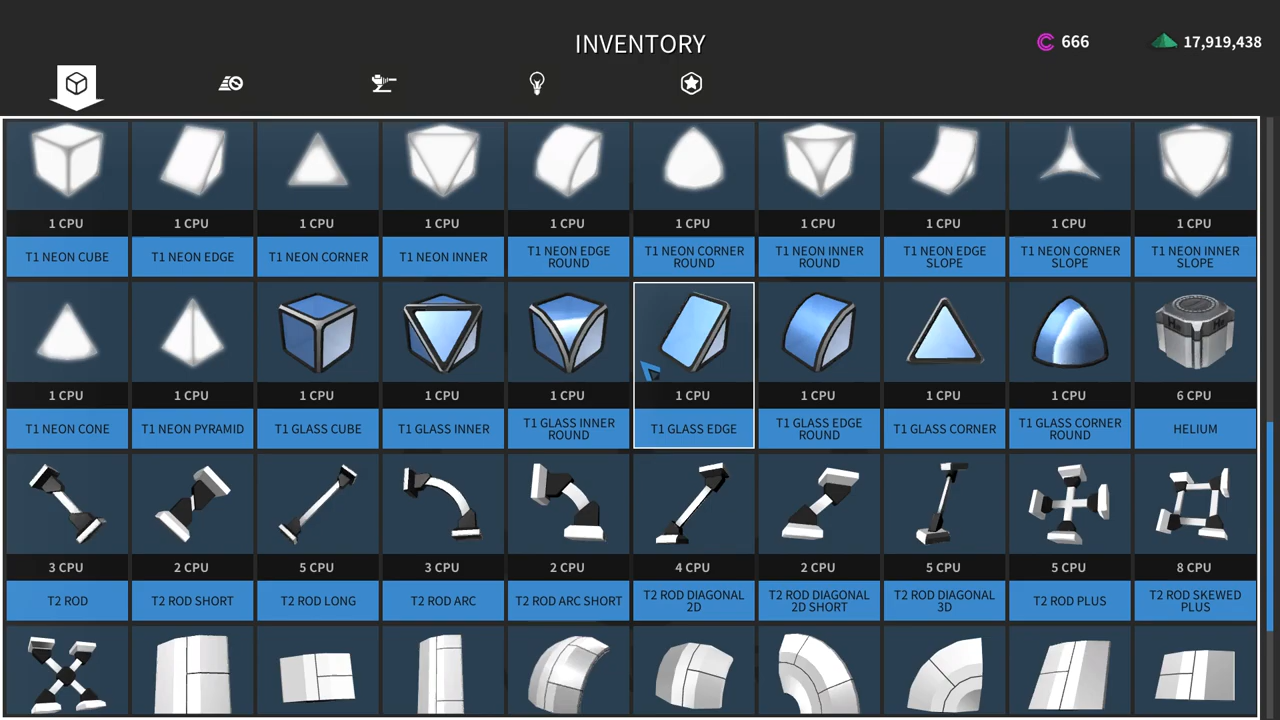 INVENTORY
666
17,919,438
1 CPU
1 CPU
1 CPU
1 CPU
1 CPU
1 CPU
1 CPU
1 CPU
1 CPU
1 CPU
T1 NEON CUBE
T1 NEON EDGE
T1 NEON CORNER
T1 NEON INNER
T1 NEON EDGE
ROUND
T1 NEON CORNER
ROUND
T1 NEON INNER
ROUND
T1 NEON EDGE
SLOPE
T1 NEON CORNER
SLOPE
T1 NEON INNER
SLOPE
1 CPU
1 CPU
1 CPU
1 CPU
1 CPU
1 CPU
1 CPU
1 CPU
1 CPU
6 CPU
T1 NEON CONE
T1 NEON PYRAMID
T1 GLASS CUBE
T1 GLASS INNER
T1 GLASS INNER
ROUND
T1 GLASS EDGE
T1 GLASS EDGE
ROUND
T1 GLASS CORNER
T1 GLASS CORNER
ROUND
HELIUM
3 CPU
2 CPU
5 CPU
3 CPU
2 CPU
4 CPU
2 CPU
5 CPU
5 CPU
8 CPU
T2 ROD
T2 ROD SHORT
T2 ROD LONG
T2 ROD ARC
T2 ROD ARC SHORT
T2 ROD DIAGONAL
2D
T2 ROD DIAGONAL
2D SHORT
T2 ROD DIAGONAL
3D
T2 ROD PLUS
T2 ROD SKEWED
PLUS